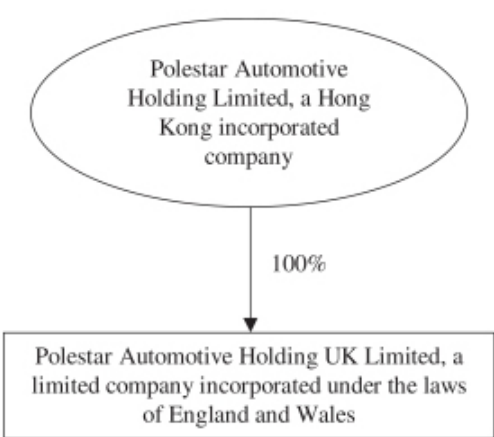 Polestar Automotive
Holding Limited, a Hong
Kong incorporated
company
100%
Polestar Automotive Holding UK Limited, a
limited company incorporated under the laws
of England and Wales